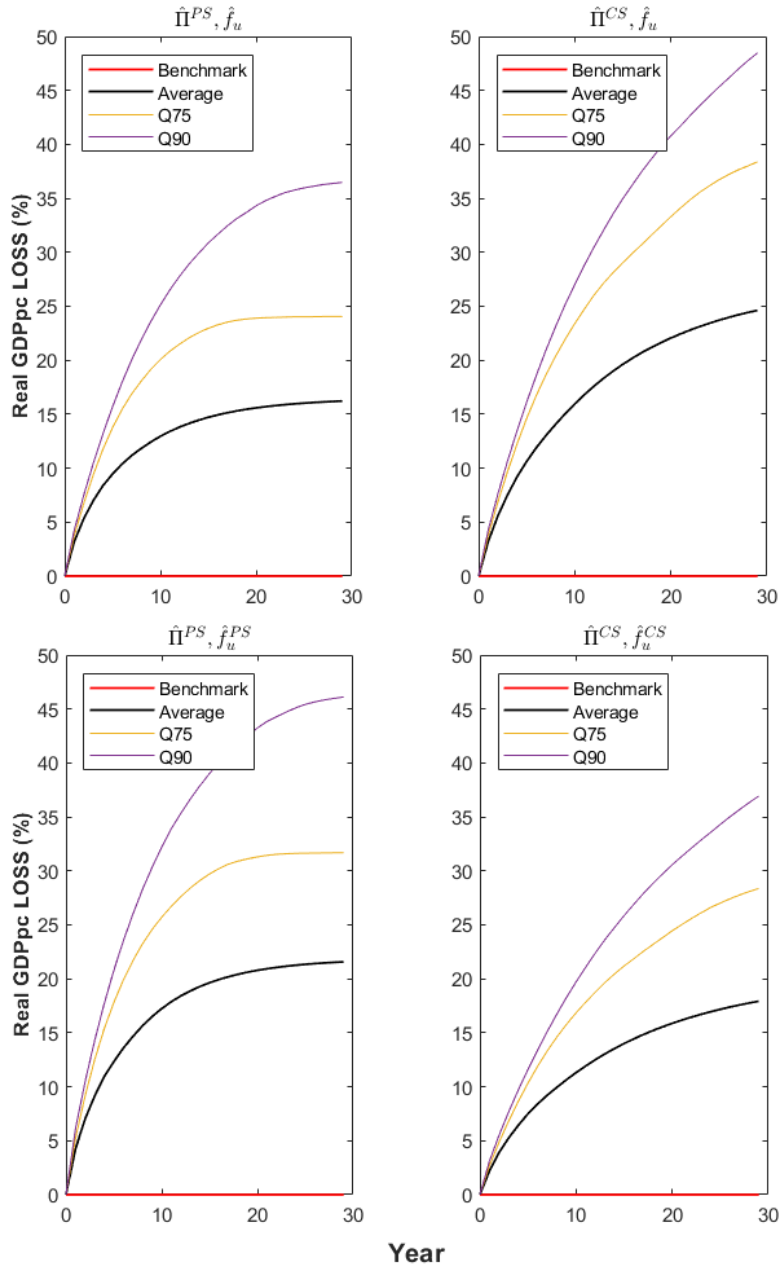 Π̂^PS, f̂_u
Real GDPpc LOSS (%)
50
45
40
35
30
25
20
15
10
5
0
Benchmark
Average
Q75
Q90
0 10 20 30
Π̂^CS, f̂_u
50
45
40
35
30
25
20
15
10
5
0
Benchmark
Average
Q75
Q90
0 10 20 30
Π̂^PS, f̂_u^PS
Real GDPpc LOSS (%)
50
45
40
35
30
25
20
15
10
5
0
Benchmark
Average
Q75
Q90
0 10 20 30
Π̂^CS, f̂_u^CS
50
45
40
35
30
25
20
15
10
5
0
Benchmark
Average
Q75
Q90
0 10 20 30
Year